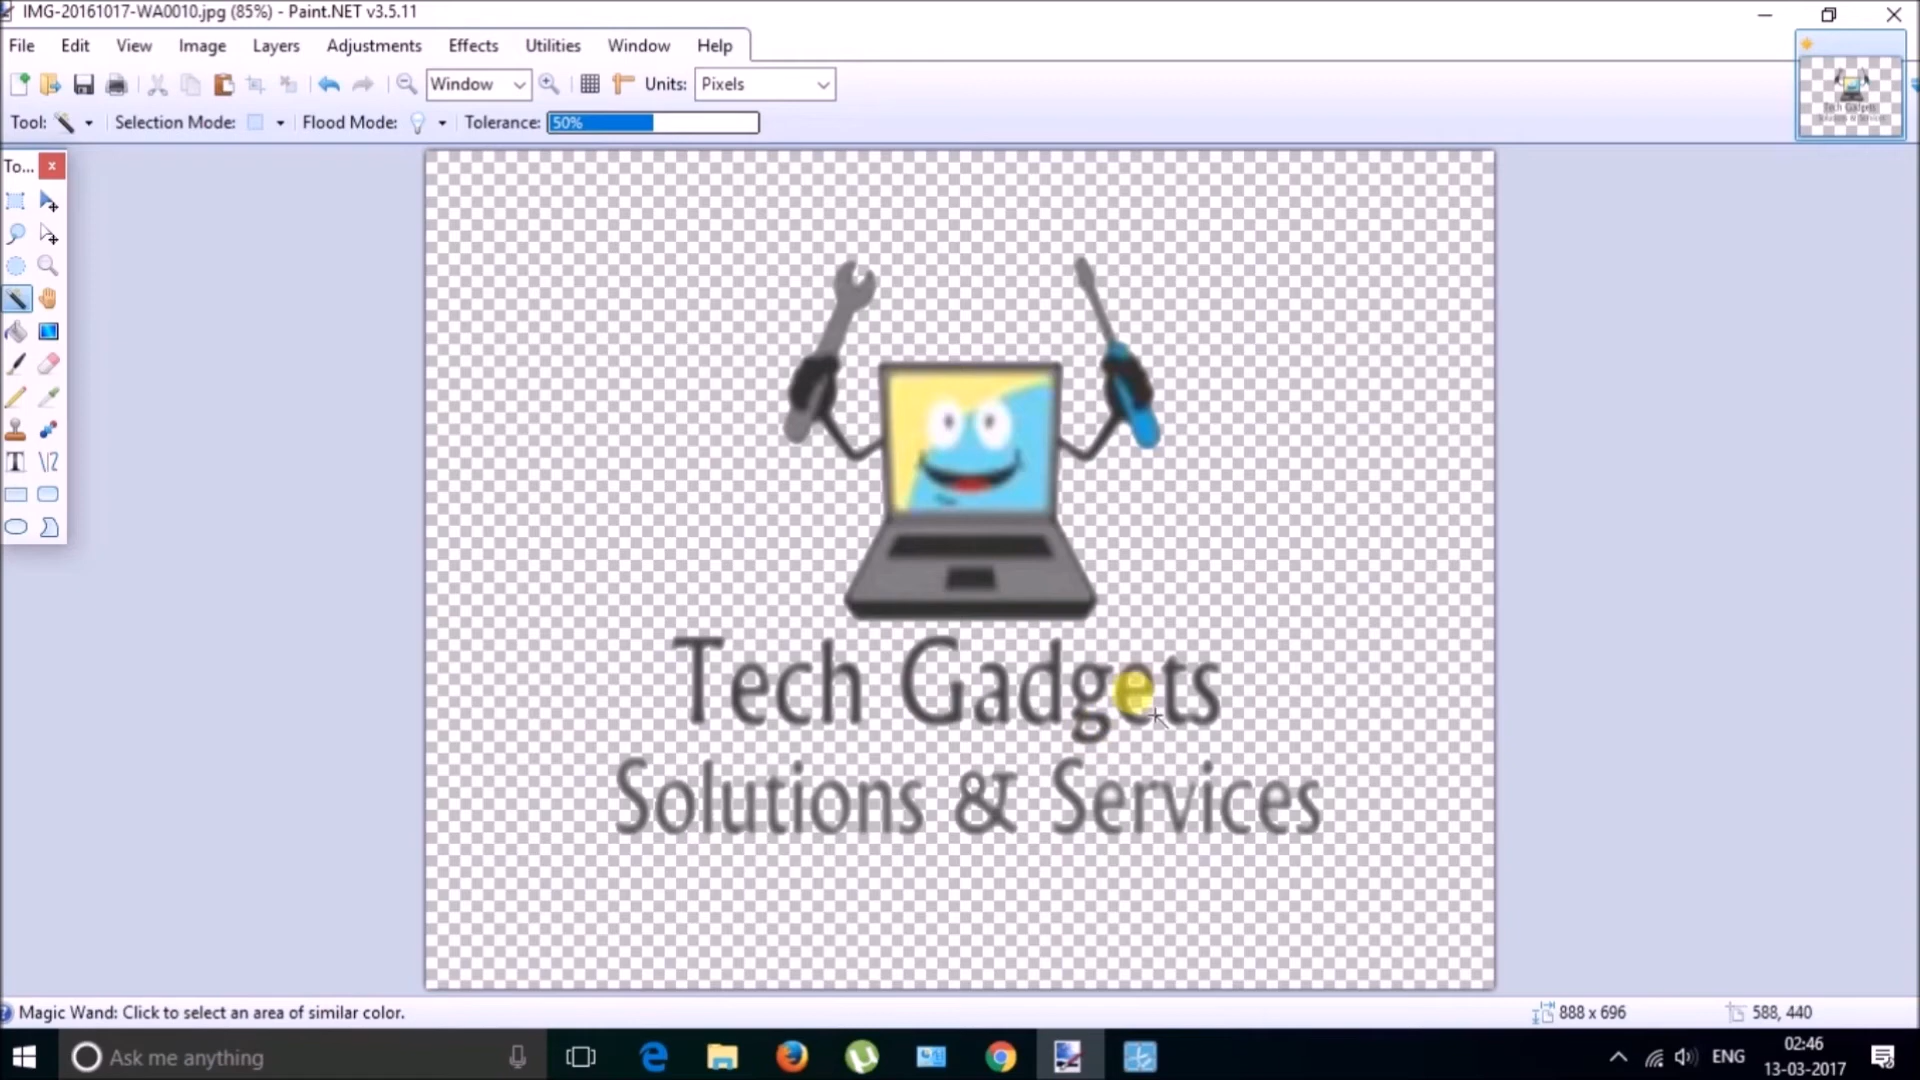 IMG-20161017-WA0010.jpg (85%) - Paint.NET v3.5.11
File Edit View Image Layers Adjustments Effects Utilities Window Help
Window Units: Pixels
Tool: Selection Mode: Flood Mode: Tolerance: 50%
To...
Tech Gadgets
Solutions & Services
Magic Wand: Click to select an area of similar color. 888 x 696 588, 440
Ask me anything
ENG
02:46
13-03-2017